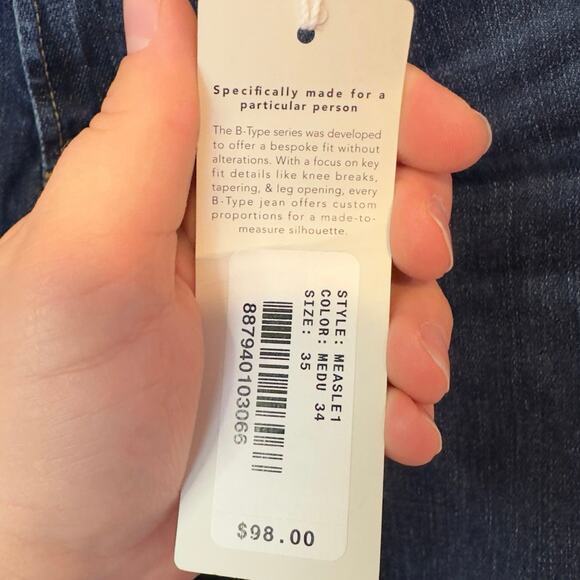 Specifically made for a
particular person
The B-Type series was developed
to offer a bespoke fit without
alterations. With a focus on key
fit details like knee breaks,
tapering, & leg opening, every
B-Type jean offers custom
proportions for a made-to-
measure silhouette.
STYLE: MEASLE1
COLOR: MEDU 34
SIZE: 35
887940103066
$98.00